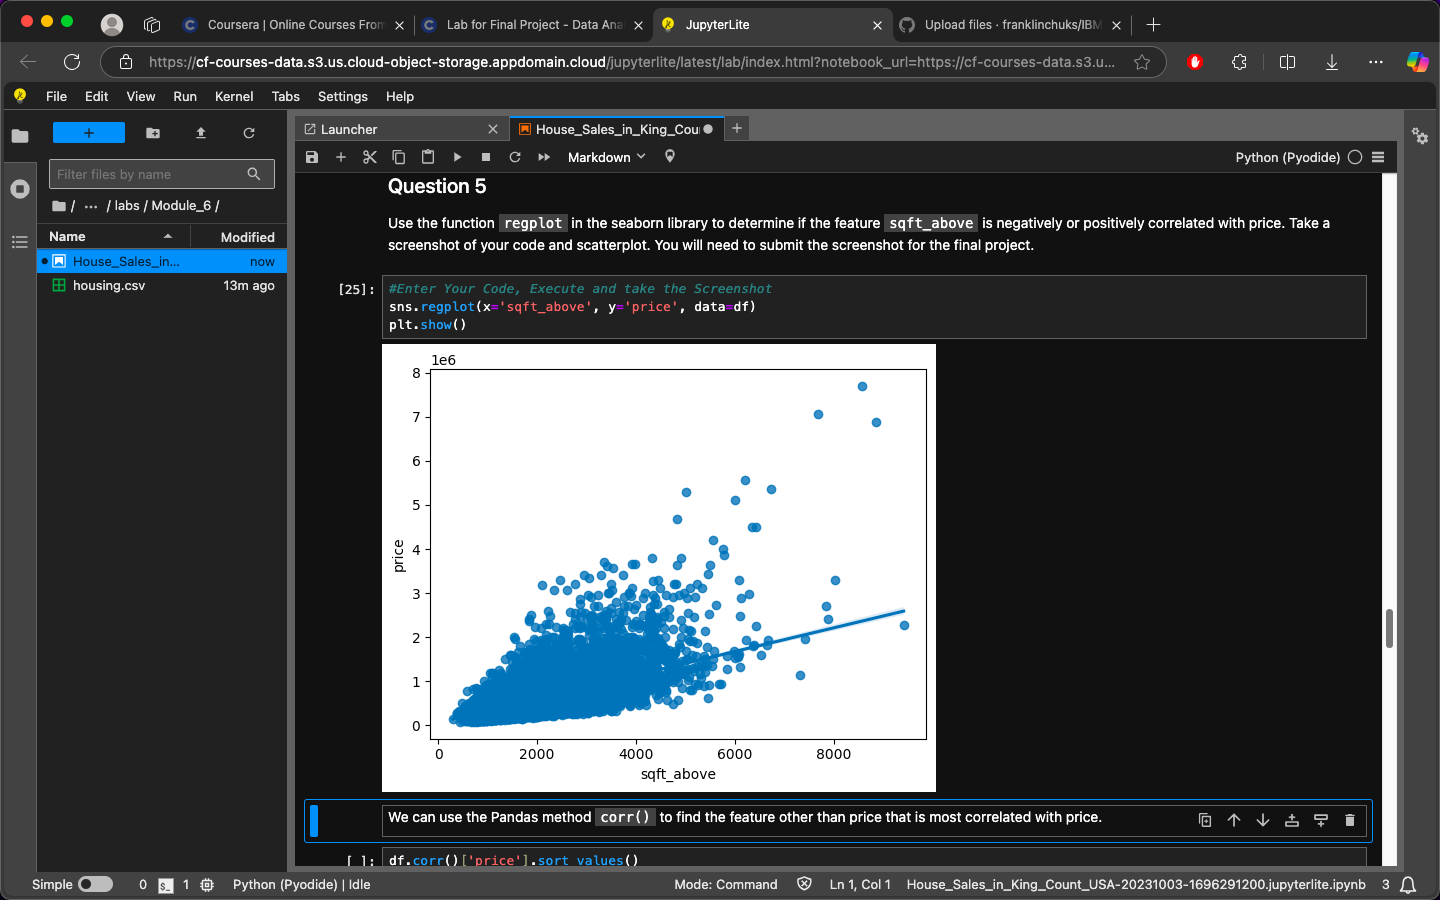 Coursera | Online Courses From
Lab for Final Project - Data Ana
JupyterLite
Upload files · franklinchuks/IBM
https://cf-courses-data.s3.us.cloud-object-storage.appdomain.cloud/jupyterlite/latest/lab/index.html?notebook_url=https://cf-courses-data.s3.u...
File Edit View Run Kernel Tabs Settings Help
Launcher
House_Sales_in_King_Cou
Markdown
Python (Pyodide)
Filter files by name
/ ... / labs / Module_6 /
Name Modified
House_Sales_in... now
housing.csv 13m ago
Question 5
Use the function regplot in the seaborn library to determine if the feature sqft_above is negatively or positively correlated with price. Take a
screenshot of your code and scatterplot. You will need to submit the screenshot for the final project.
[25]:
#Enter Your Code, Execute and take the Screenshot
sns.regplot(x='sqft_above', y='price', data=df)
plt.show()
1e6
8
7
6
5
4
3
2
1
0
price
0 2000 4000 6000 8000
sqft_above
We can use the Pandas method corr() to find the feature other than price that is most correlated with price.
[ ]:
df.corr()['price'].sort_values()
Simple 0 $_ 1 Python (Pyodide) | Idle
Mode: Command Ln 1, Col 1 House_Sales_in_King_Count_USA-20231003-1696291200.jupyterlite.ipynb 3